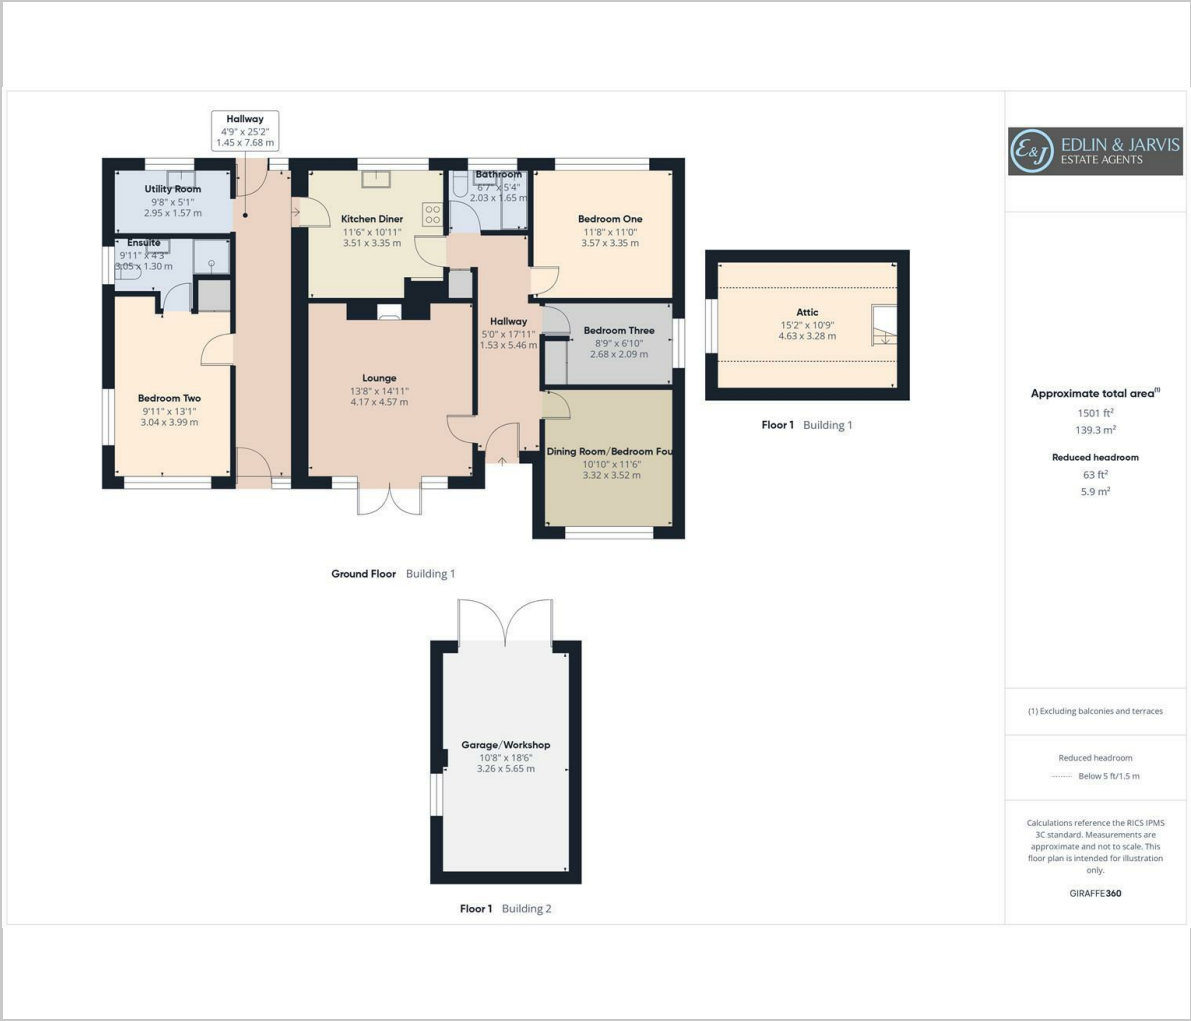 Hallway
4'9" x 25'2"
1.45 x 7.68 m
Utility Room
9'8" x 5'1"
2.95 x 1.57 m
Ensuite
9'11" x 4'3"
3.05 x 1.30 m
Kitchen Diner
11'6" x 10'11"
3.51 x 3.35 m
Bathroom
6'7" x 5'4"
2.03 x 1.65 m
Bedroom One
11'8" x 11'0"
3.57 x 3.35 m
Hallway
5'0" x 17'11"
1.53 x 5.46 m
Bedroom Three
8'9" x 6'10"
2.68 x 2.09 m
Lounge
13'8" x 14'11"
4.17 x 4.57 m
Bedroom Two
9'11" x 13'1"
3.04 x 3.99 m
Dining Room/Bedroom Fou
10'10" x 11'6"
3.32 x 3.52 m
Ground Floor Building 1
Attic
15'2" x 10'9"
4.63 x 3.28 m
Floor 1 Building 1
Garage/Workshop
10'8" x 18'6"
3.26 x 5.65 m
Floor 1 Building 2
E&J
EDLIN & JARVIS
ESTATE AGENTS
Approximate total area(1)
1501 ft²
139.3 m²
Reduced headroom
63 ft²
5.9 m²
(1) Excluding balconies and terraces
Reduced headroom
Below 5 ft/1.5 m
Calculations reference the RICS IPMS
3C standard. Measurements are
approximate and not to scale. This
floor plan is intended for illustration
only.
GIRAFFE360